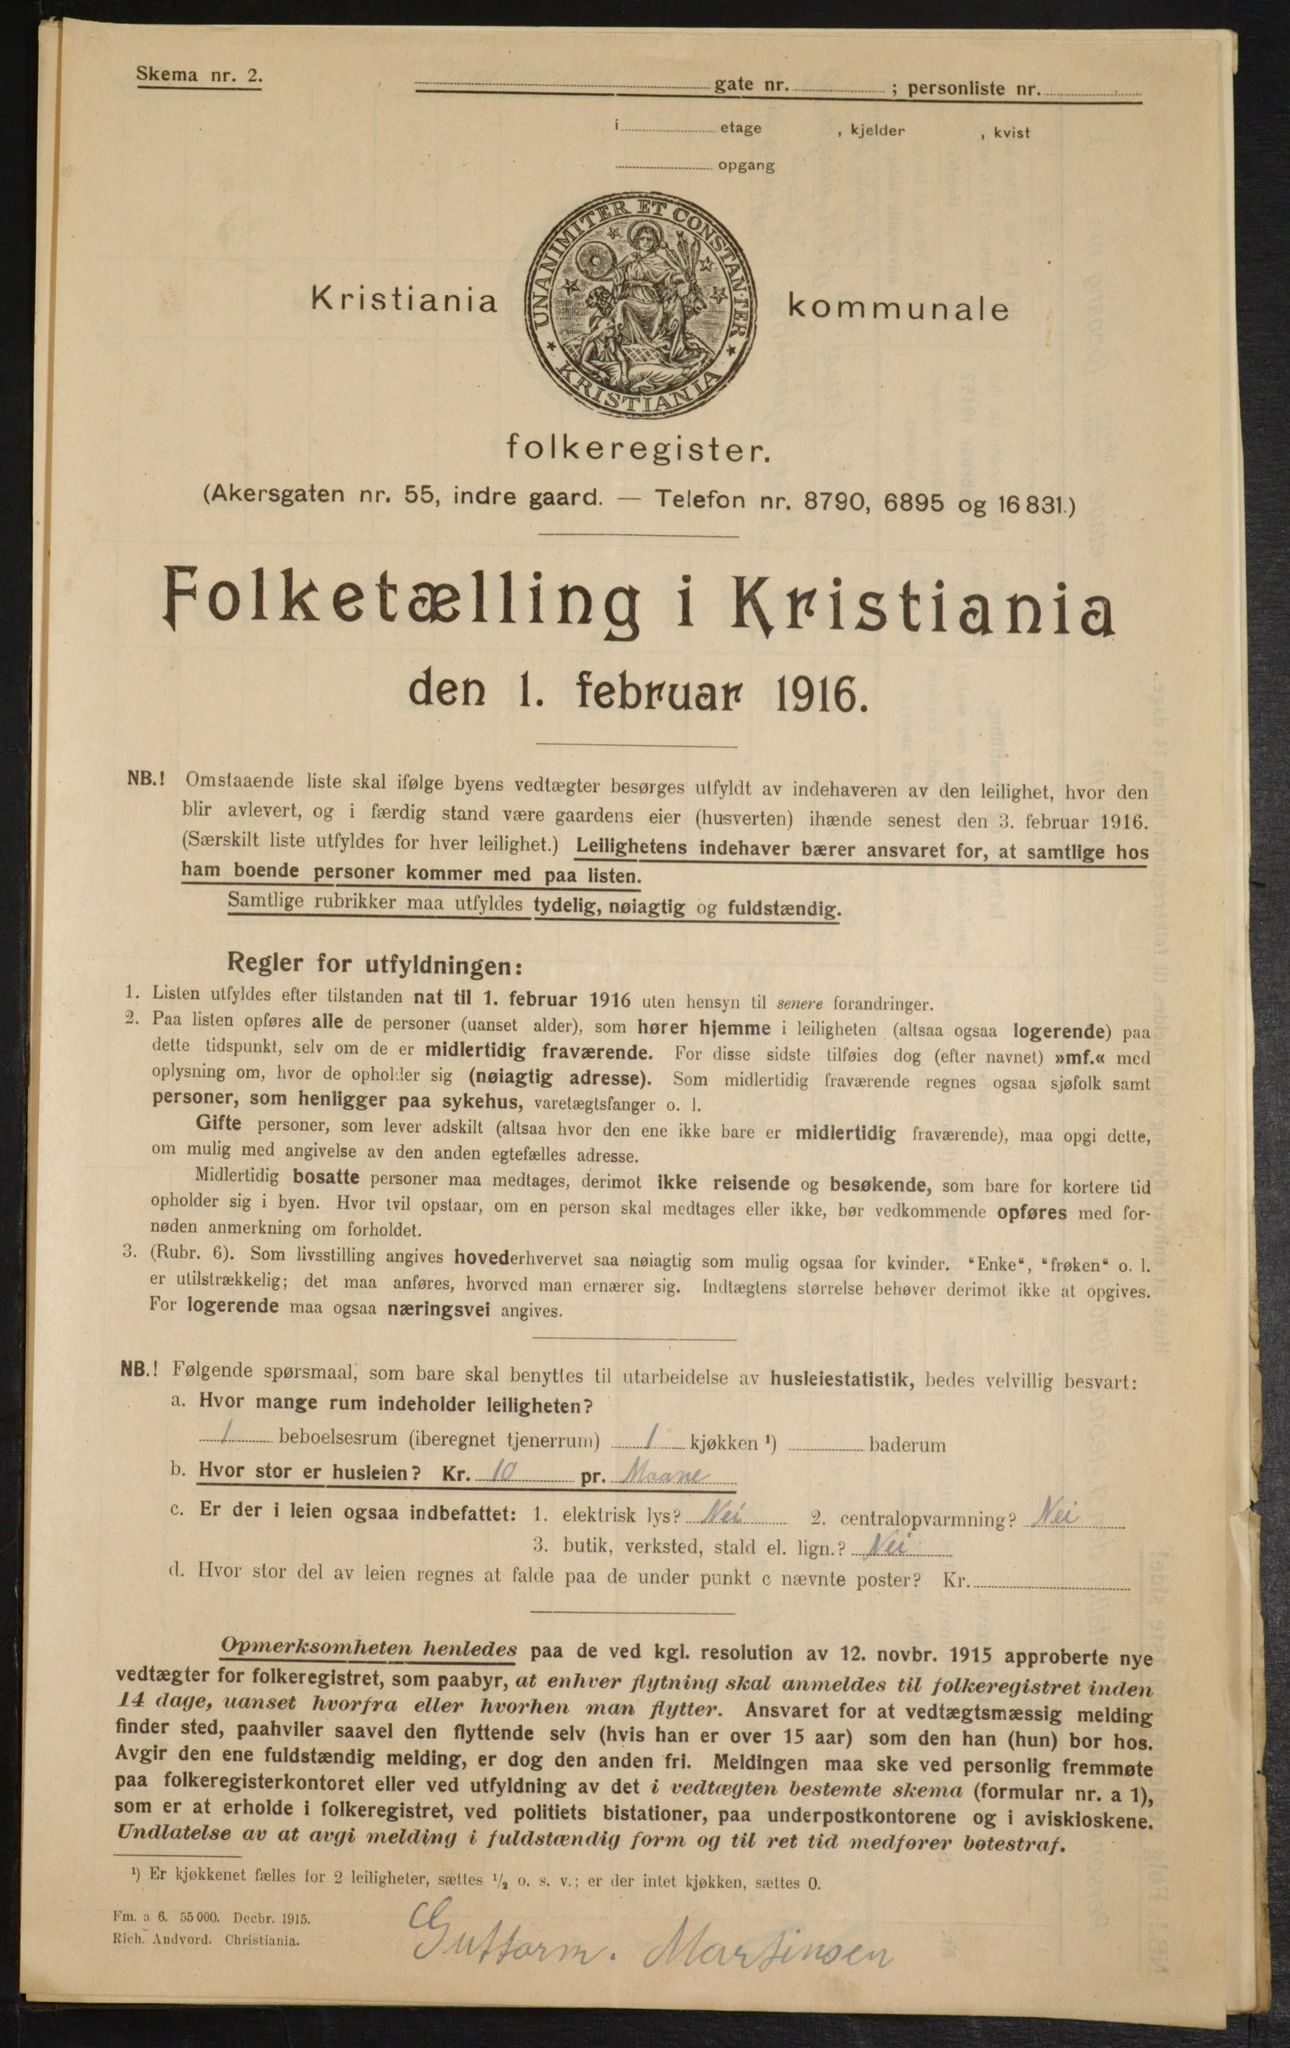 Skema nr. 2.
gate nr. ; personliste nr.
i etage , kjelder , kvist
opgang
UNANIMITER ET CONSTANTER
★ KRISTIANIA ★
Kristiania kommunale
folkeregister.
(Akersgaten nr. 55, indre gaard. — Telefon nr. 8790, 6895 og 16831.)
Folketælling i Kristiania
den 1. februar 1916.
NB.! Omstaaende liste skal ifølge byens vedtægter besørges utfyldt av indehaveren av den leilighet, hvor den
blir avlevert, og i færdig stand være gaardens eier (husverten) ihænde senest den 3. februar 1916.
(Særskilt liste utfyldes for hver leilighet.) Leilighetens indehaver bærer ansvaret for, at samtlige hos
ham boende personer kommer med paa listen.
Samtlige rubrikker maa utfyldes tydelig, nøiagtig og fuldstændig.
Regler for utfyldningen:
1. Listen utfyldes efter tilstanden nat til 1. februar 1916 uten hensyn til senere forandringer.
2. Paa listen opføres alle de personer (uanset alder), som hører hjemme i leiligheten (altsaa ogsaa logerende) paa
dette tidspunkt, selv om de er midlertidig fraværende. For disse sidste tilføies dog (efter navnet) »mf.« med
oplysning om, hvor de opholder sig (nøiagtig adresse). Som midlertidig fraværende regnes ogsaa sjøfolk samt
personer, som henligger paa sykehus, varetægtsfanger o. l.
Gifte personer, som lever adskilt (altsaa hvor den ene ikke bare er midlertidig fraværende), maa opgi dette,
om mulig med angivelse av den anden egtefælles adresse.
Midlertidig bosatte personer maa medtages, derimot ikke reisende og besøkende, som bare for kortere tid
opholder sig i byen. Hvor tvil opstaar, om en person skal medtages eller ikke, bør vedkommende opføres med for-
nøden anmerkning om forholdet.
3. (Rubr. 6). Som livsstilling angives hovederhvervet saa nøiagtig som mulig ogsaa for kvinder. "Enke", "frøken" o. l.
er utilstrækkelig; det maa anføres, hvorved man ernærer sig. Indtægtens størrelse behøver derimot ikke at opgives.
For logerende maa ogsaa næringsvei angives.
NB.! Følgende spørsmaal, som bare skal benyttes til utarbeidelse av husleiestatistik, bedes velvillig besvart:
a. Hvor mange rum indeholder leiligheten?
1 beboelsesrum (iberegnet tjenerrum) 1 kjøkken ¹) baderum
b. Hvor stor er husleien? Kr. 10 pr. Maane
c. Er der i leien ogsaa indbefattet: 1. elektrisk lys? Nei 2. centralopvarmning? Nei
3. butik, verksted, stald el. lign.? Nei
d. Hvor stor del av leien regnes at falde paa de under punkt c nævnte poster? Kr.
Opmerksomheten henledes paa de ved kgl. resolution av 12. novbr. 1915 approberte nye
vedtægter for folkeregistret, som paabyr, at enhver flytning skal anmeldes til folkeregistret inden
14 dage, uanset hvorfra eller hvorhen man flytter. Ansvaret for at vedtægtsmæssig melding
finder sted, paahviler saavel den flyttende selv (hvis han er over 15 aar) som den han (hun) bor hos.
Avgir den ene fuldstændig melding, er dog den anden fri. Meldingen maa ske ved personlig fremmøte
paa folkeregisterkontoret eller ved utfyldning av det i vedtægten bestemte skema (formular nr. a 1),
som er at erholde i folkeregistret, ved politiets bistationer, paa underpostkontorene og i aviskioskene.
Undlatelse av at avgi melding i fuldstændig form og til ret tid medfører bøtestraf.
¹) Er kjøkkenet fælles for 2 leiligheter, sættes ½ o. s. v.; er der intet kjøkken, sættes 0.
Fm. a 6. 55000. Decbr. 1915.
Rich. Andvord. Christiania.
Guttorm. Martinsen